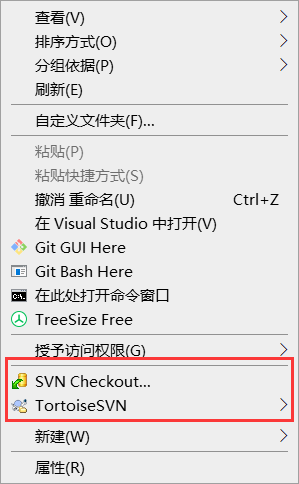 查看(V)
排序方式(O)
分组依据(P)
刷新(E)
自定义文件夹(F)...
粘贴(P)
粘贴快捷方式(S)
撤消 重命名(U) Ctrl+Z
在 Visual Studio 中打开(V)
Git GUI Here
Git Bash Here
在此处打开命令窗口
TreeSize Free
授予访问权限(G)
SVN Checkout...
TortoiseSVN
新建(W)
属性(R)